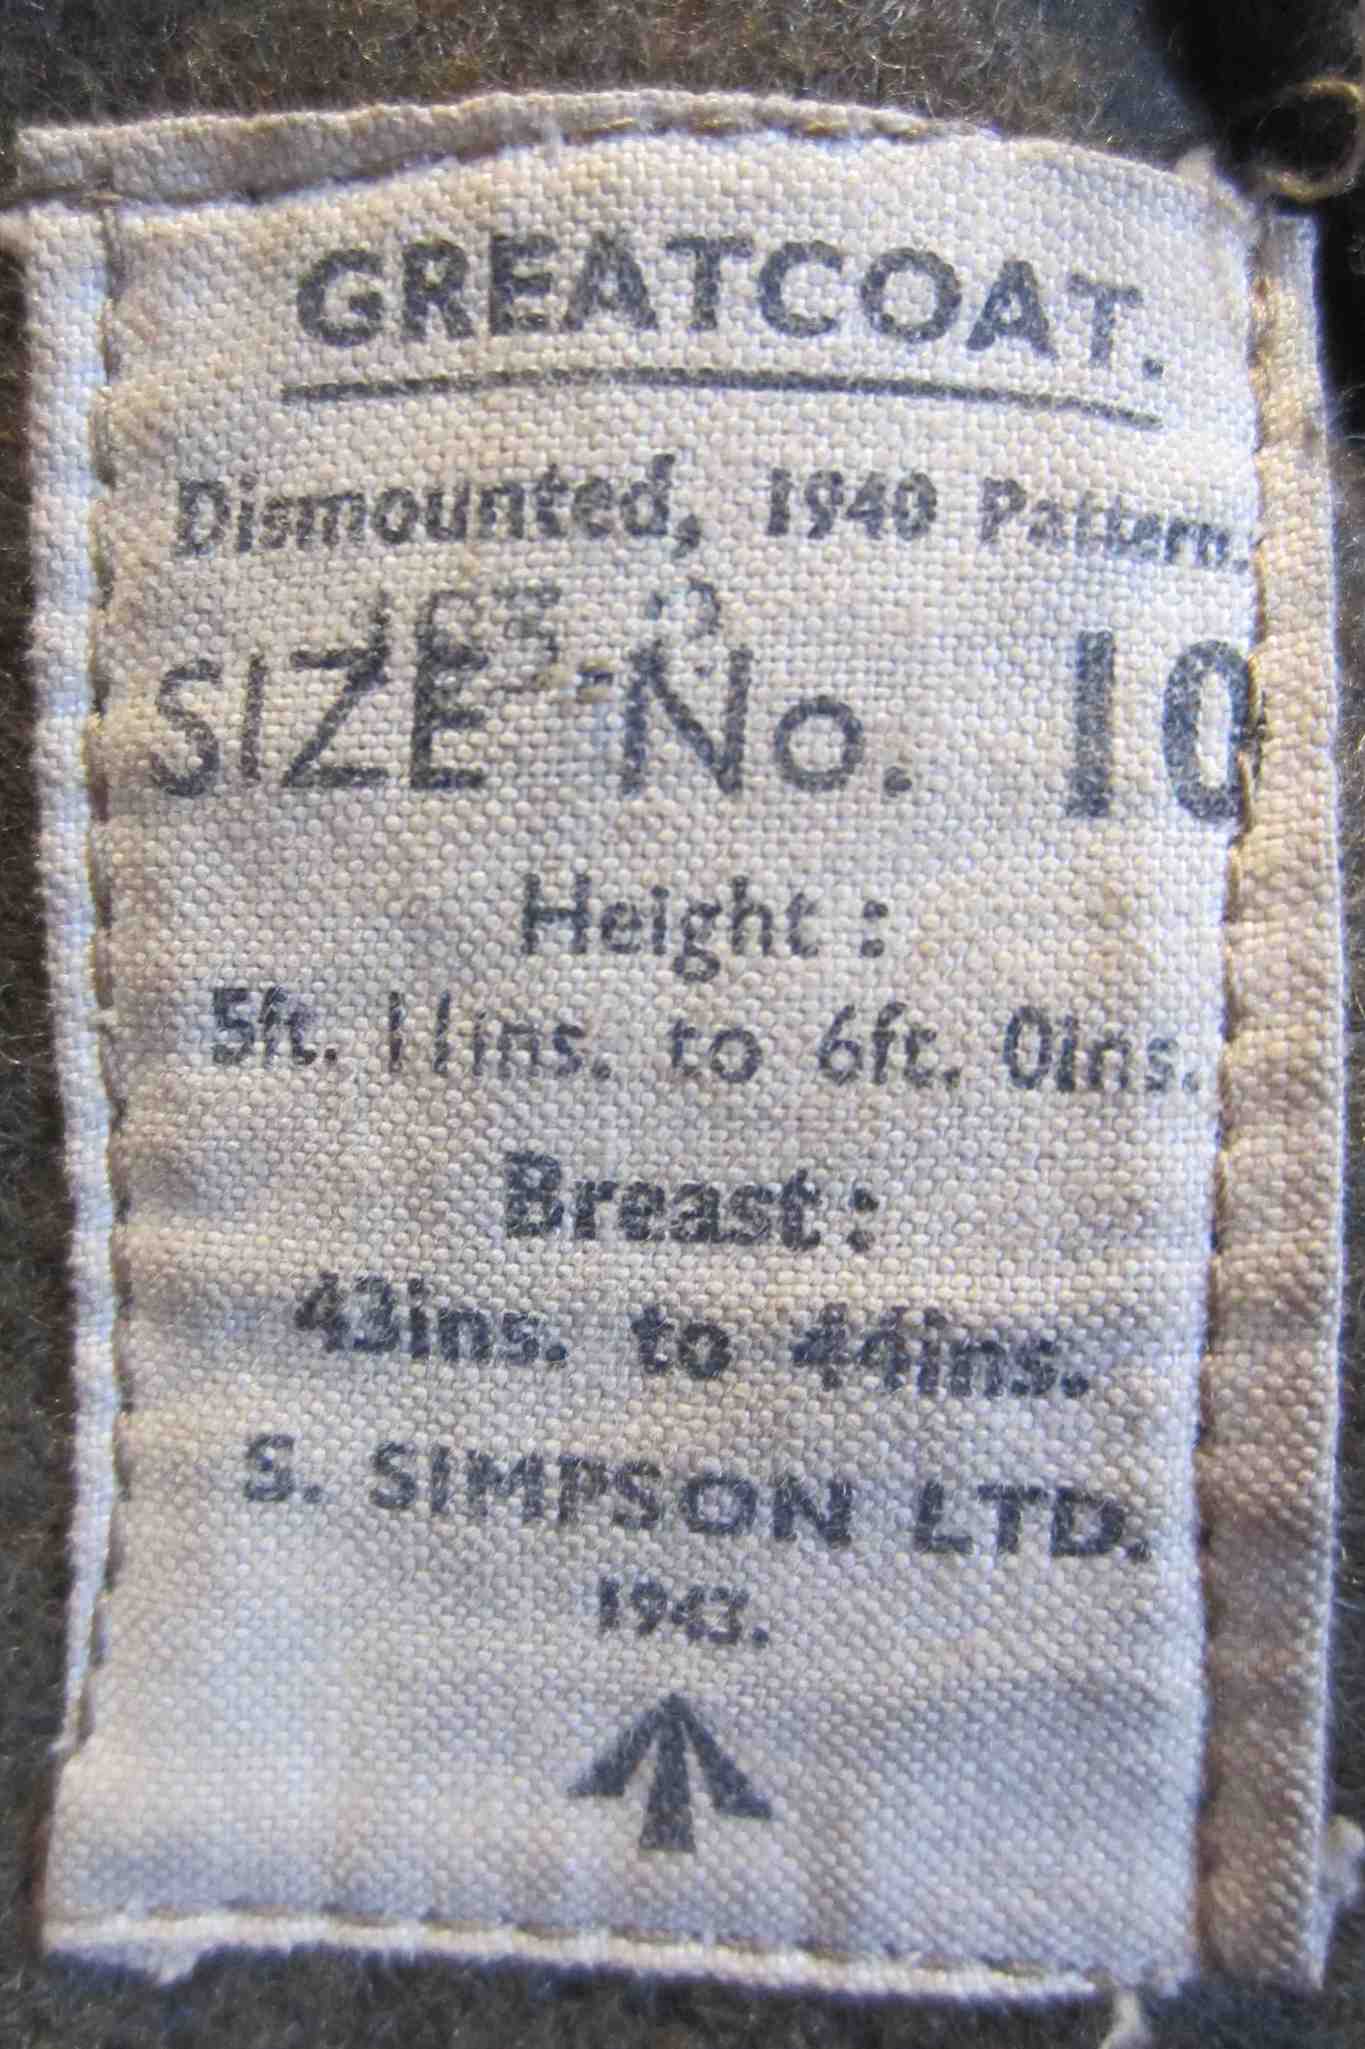 GREATCOAT.
Dismounted, 1940 Pattern.
SIZE No. 10
Height :
5ft. 11ins. to 6ft. 0ins.
Breast :
43ins. to 44ins.
S. SIMPSON LTD.
1943.